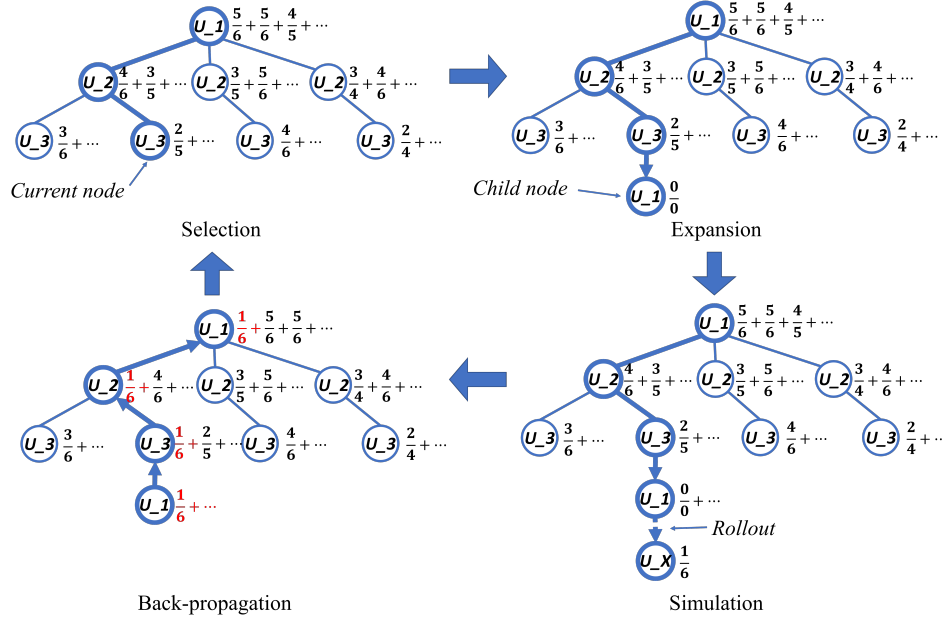 U_1 5/6 + 5/6 + 4/5 + ⋯
U_2 4/6 + 3/5 + ⋯ U_2 3/5 + 5/6 + ⋯ U_2 3/4 + 4/6 + ⋯
U_3 3/6 + ⋯ U_3 2/5 + ⋯ U_3 4/6 + ⋯ U_3 2/4 + ⋯
Current node
Selection
U_1 5/6 + 5/6 + 4/5 + ⋯
U_2 4/6 + 3/5 + ⋯ U_2 3/5 + 5/6 + ⋯ U_2 3/4 + 4/6 + ⋯
U_3 3/6 + ⋯ U_3 2/5 + ⋯ U_3 4/6 + ⋯ U_3 2/4 + ⋯
Child node U_1 0/0
Expansion
U_1 1/6 + 5/6 + 5/6 + ⋯
U_2 1/6 + 4/6 + ⋯ U_2 3/5 + 5/6 + ⋯ U_2 3/4 + 4/6 + ⋯
U_3 3/6 + ⋯ U_3 1/6 + 2/5 + ⋯ U_3 4/6 + ⋯ U_3 2/4 + ⋯
U_1 1/6 + ⋯
Back-propagation
U_1 5/6 + 5/6 + 4/5 + ⋯
U_2 4/6 + 3/5 + ⋯ U_2 3/5 + 5/6 + ⋯ U_2 3/4 + 4/6 + ⋯
U_3 3/6 + ⋯ U_3 2/5 + ⋯ U_3 4/6 + ⋯ U_3 2/4 + ⋯
U_1 0/0 + ⋯
Rollout
U_X 1/6
Simulation